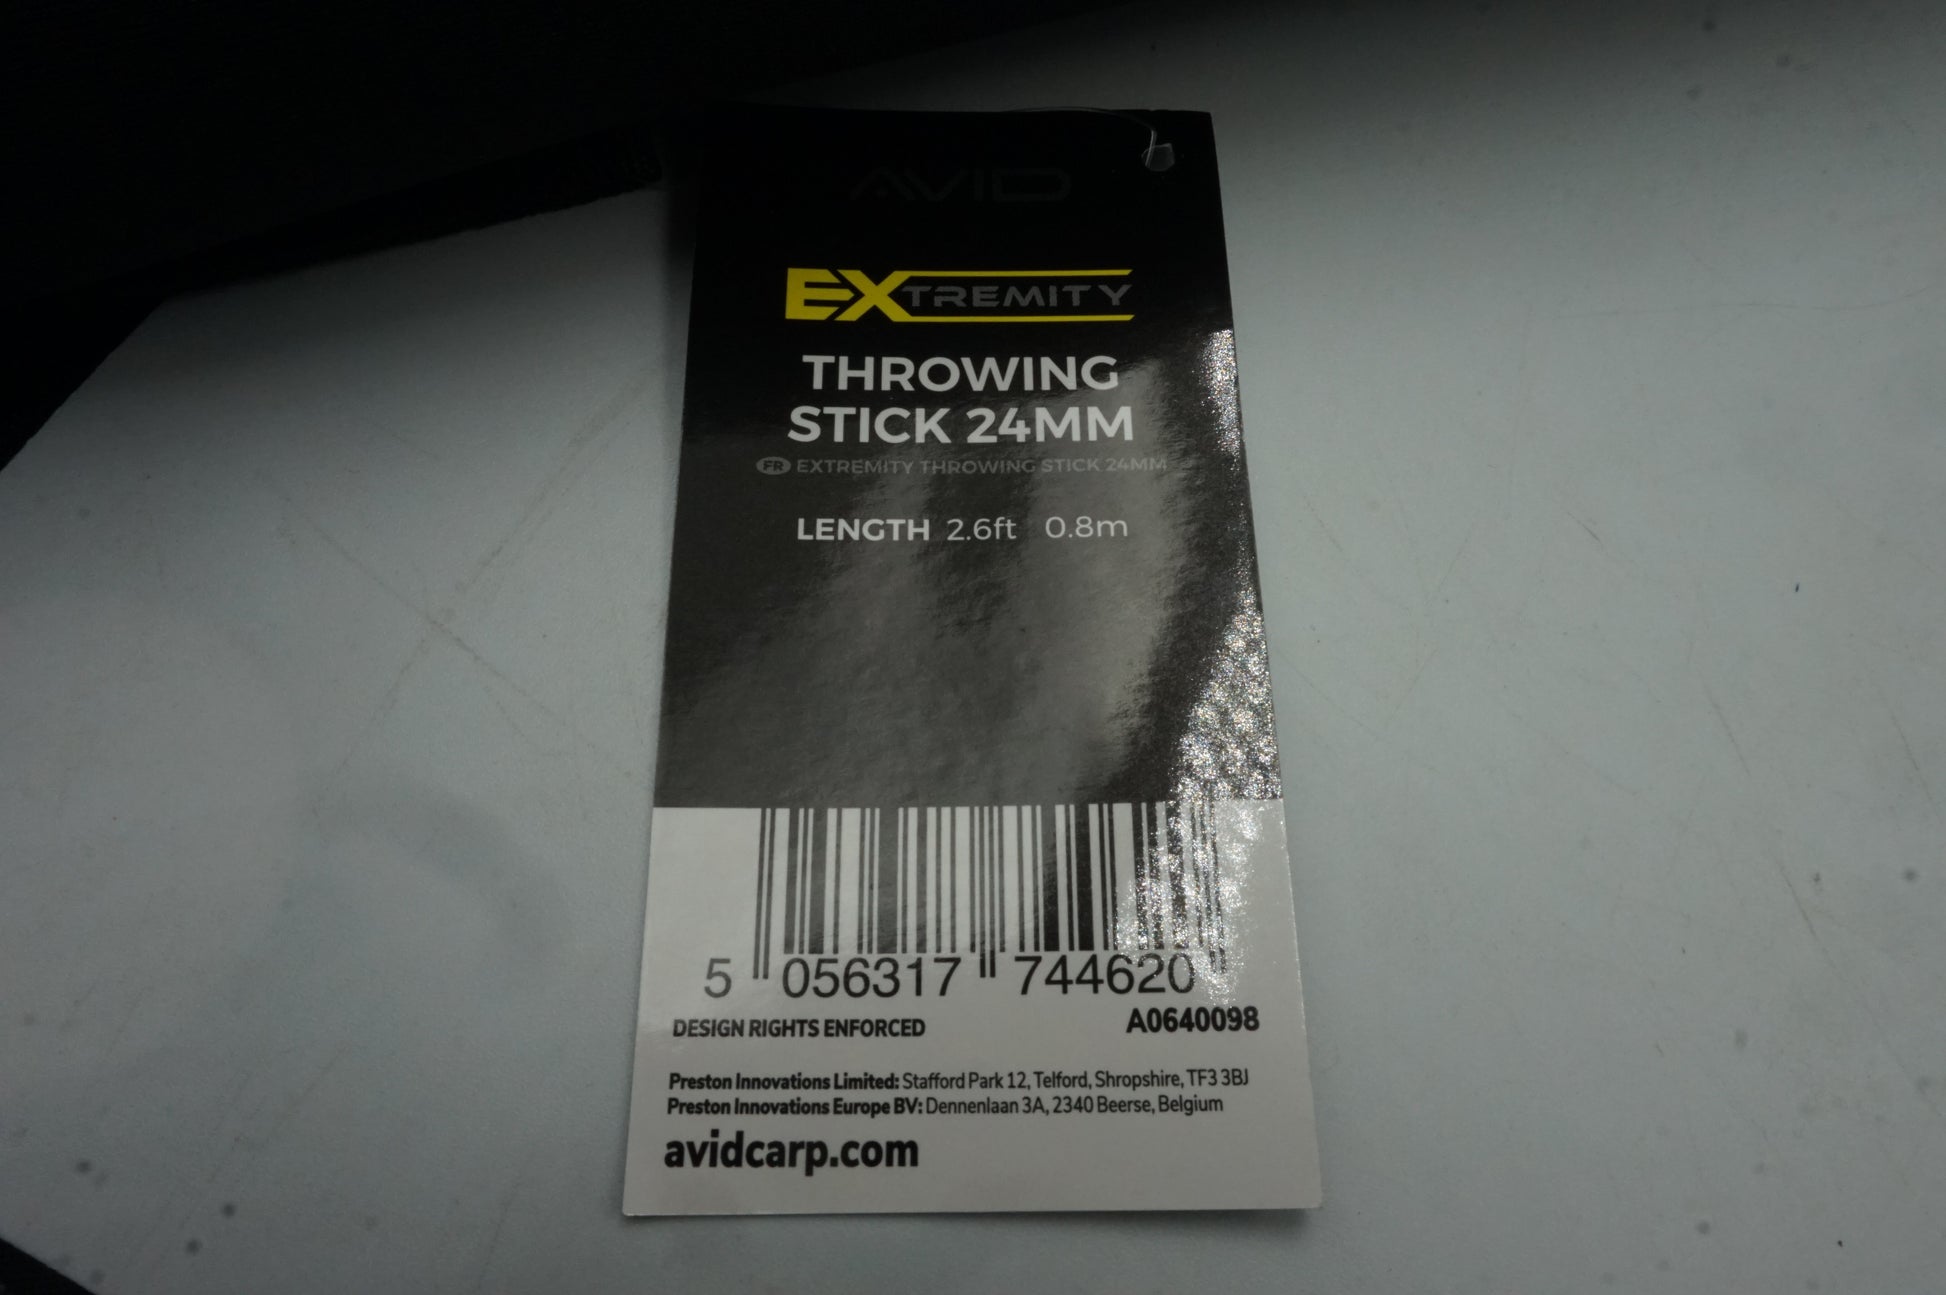 AVID
EXTREMITY
THROWING
STICK 24MM
FR EXTREMITY THROWING STICK 24MM
LENGTH 2.6ft 0.8m
5 056317 744620
DESIGN RIGHTS ENFORCED A0640098
Preston Innovations Limited: Stafford Park 12, Telford, Shropshire, TF3 3BJ
Preston Innovations Europe BV: Dennenlaan 3A, 2340 Beerse, Belgium
avidcarp.com